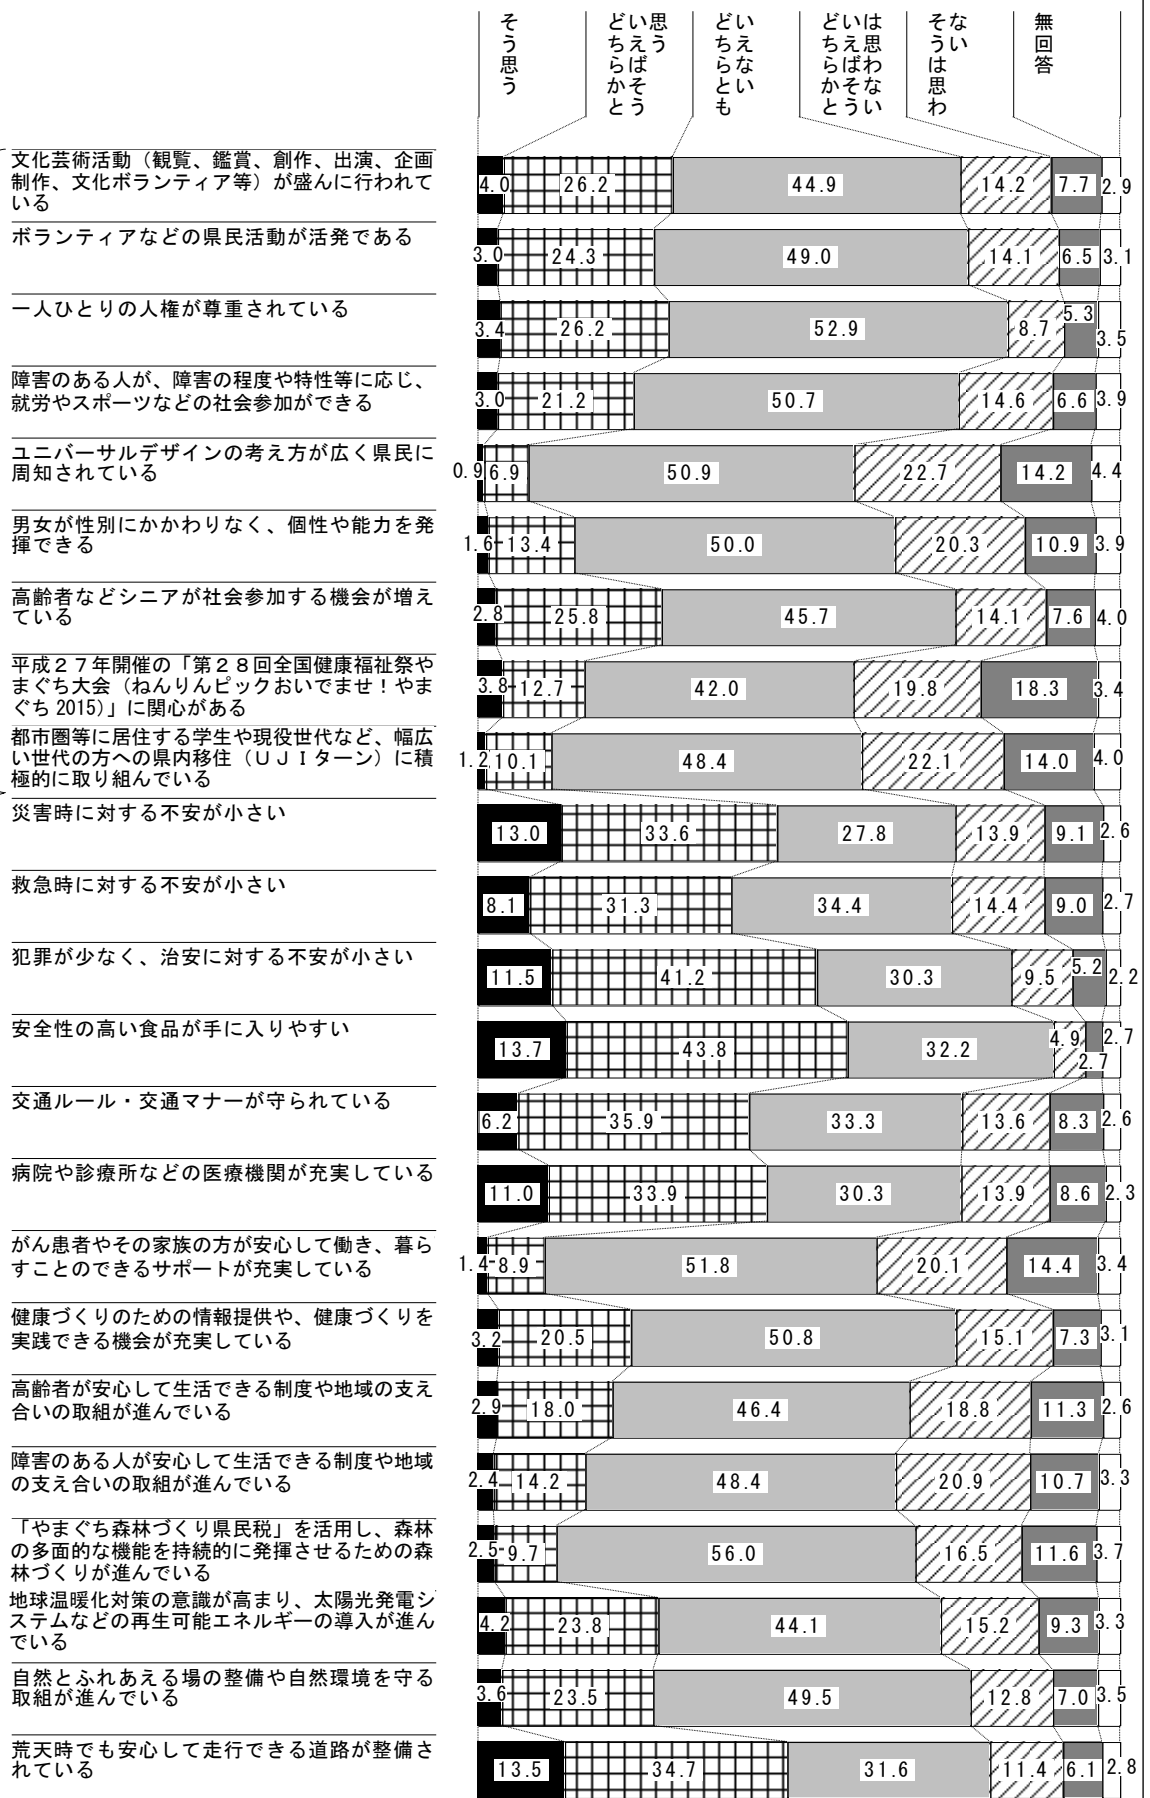 そう思う
どちらかと
いえばそう
思う
どちらとも
いえない
どちらかと
いえばそう
は思わない
そうは思わ
ない
無回答
文化芸術活動（観覧、鑑賞、創作、出演、企画
制作、文化ボランティア等）が盛んに行われて
いる
4.0 26.2 44.9 14.2 7.7 2.9
ボランティアなどの県民活動が活発である
3.0 24.3 49.0 14.1 6.5 3.1
一人ひとりの人権が尊重されている
3.4 26.2 52.9 8.7 5.3 3.5
障害のある人が、障害の程度や特性等に応じ、
就労やスポーツなどの社会参加ができる
3.0 21.2 50.7 14.6 6.6 3.9
ユニバーサルデザインの考え方が広く県民に
周知されている
0.9 6.9 50.9 22.7 14.2 4.4
男女が性別にかかわりなく、個性や能力を発
揮できる
1.6 13.4 50.0 20.3 10.9 3.9
高齢者などシニアが社会参加する機会が増え
ている
2.8 25.8 45.7 14.1 7.6 4.0
平成２７年開催の「第２８回全国健康福祉祭や
まぐち大会（ねんりんピックおいでませ！やま
ぐち 2015)」に関心がある
3.8 12.7 42.0 19.8 18.3 3.4
都市圏等に居住する学生や現役世代など、幅広
い世代の方への県内移住（ＵＪＩターン）に積
極的に取り組んでいる
1.2 10.1 48.4 22.1 14.0 4.0
災害時に対する不安が小さい
13.0 33.6 27.8 13.9 9.1 2.6
救急時に対する不安が小さい
8.1 31.3 34.4 14.4 9.0 2.7
犯罪が少なく、治安に対する不安が小さい
11.5 41.2 30.3 9.5 5.2 2.2
安全性の高い食品が手に入りやすい
13.7 43.8 32.2 4.9 2.7 2.7
交通ルール・交通マナーが守られている
6.2 35.9 33.3 13.6 8.3 2.6
病院や診療所などの医療機関が充実している
11.0 33.9 30.3 13.9 8.6 2.3
がん患者やその家族の方が安心して働き、暮ら
すことのできるサポートが充実している
1.4 8.9 51.8 20.1 14.4 3.4
健康づくりのための情報提供や、健康づくりを
実践できる機会が充実している
3.2 20.5 50.8 15.1 7.3 3.1
高齢者が安心して生活できる制度や地域の支え
合いの取組が進んでいる
2.9 18.0 46.4 18.8 11.3 2.6
障害のある人が安心して生活できる制度や地域
の支え合いの取組が進んでいる
2.4 14.2 48.4 20.9 10.7 3.3
「やまぐち森林づくり県民税」を活用し、森林
の多面的な機能を持続的に発揮させるための森
林づくりが進んでいる
2.5 9.7 56.0 16.5 11.6 3.7
地球温暖化対策の意識が高まり、太陽光発電シ
ステムなどの再生可能エネルギーの導入が進ん
でいる
4.2 23.8 44.1 15.2 9.3 3.3
自然とふれあえる場の整備や自然環境を守る
取組が進んでいる
3.6 23.5 49.5 12.8 7.0 3.5
荒天時でも安心して走行できる道路が整備さ
れている
13.5 34.7 31.6 11.4 6.1 2.8